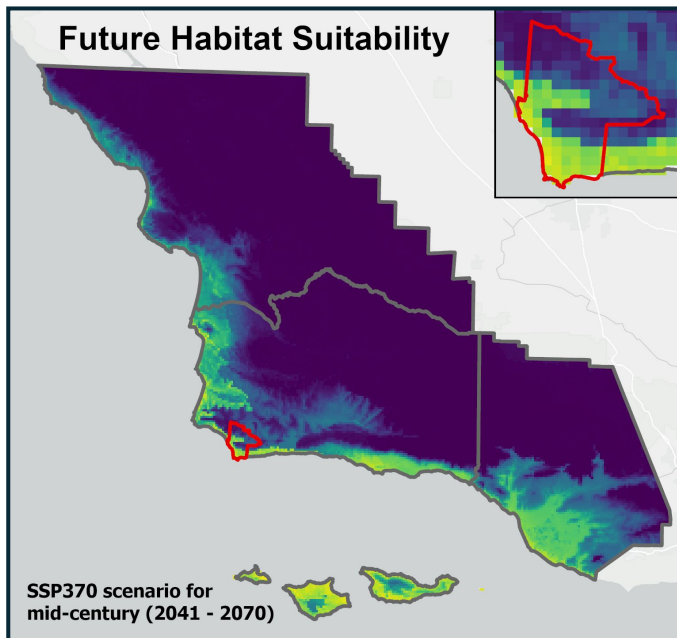 Future Habitat Suitability
SSP370 scenario for
mid-century (2041 - 2070)